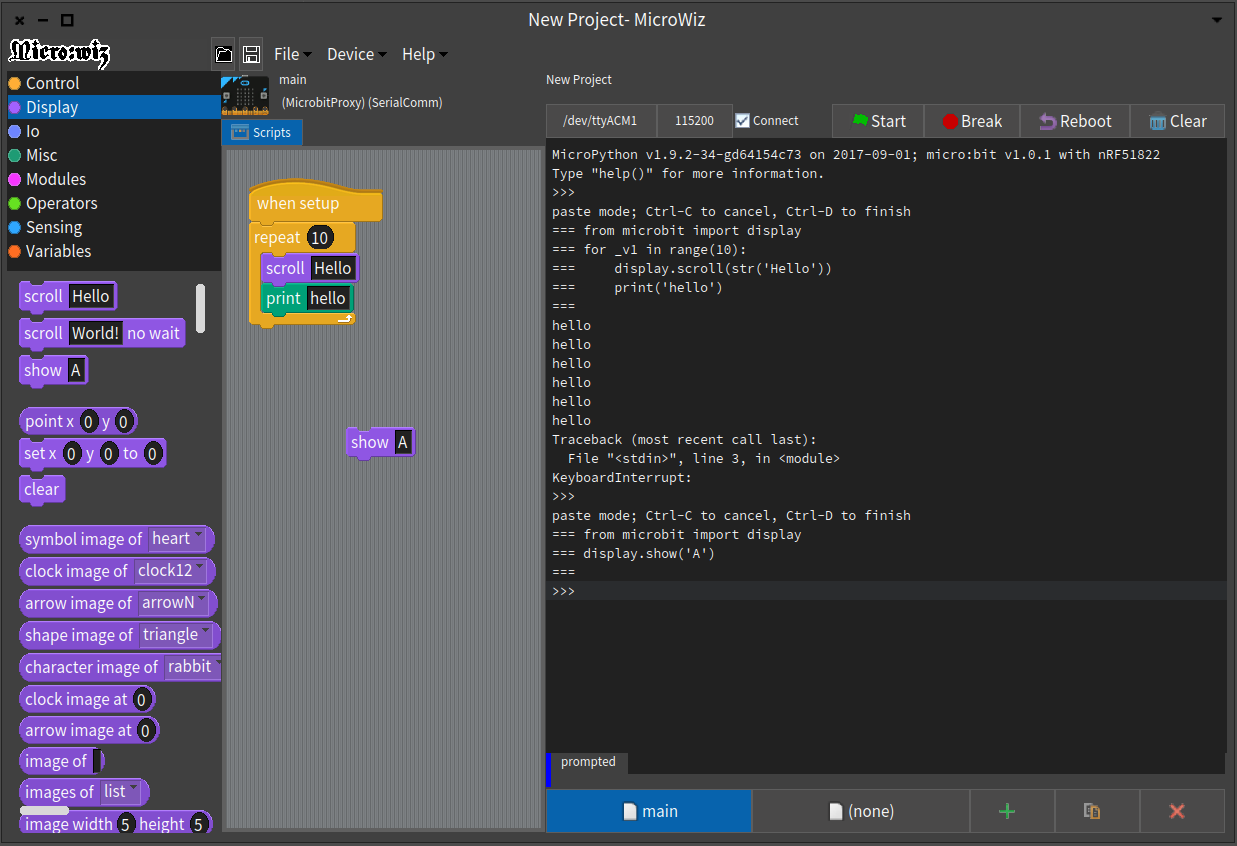 New Project- MicroWiz
Micro:wiz
File Device Help
Control
Display
Io
Misc
Modules
Operators
Sensing
Variables
scroll Hello
scroll World! no wait
show A
point x 0 y 0
set x 0 y 0 to 0
clear
symbol image of heart
clock image of clock12
arrow image of arrowN
shape image of triangle
character image of rabbit
clock image at 0
arrow image at 0
image of
images of list
image width 5 height 5
main
(MicrobitProxy) (SerialComm)
Scripts
when setup
repeat 10
scroll Hello
print hello
show A
New Project
/dev/ttyACM1 115200 Connect Start Break Reboot Clear
MicroPython v1.9.2-34-gd64154c73 on 2017-09-01; micro:bit v1.0.1 with nRF51822
Type "help()" for more information.
>>>
paste mode; Ctrl-C to cancel, Ctrl-D to finish
=== from microbit import display
=== for _v1 in range(10):
===     display.scroll(str('Hello'))
===     print('hello')
===
hello
hello
hello
hello
hello
hello
Traceback (most recent call last):
  File "<stdin>", line 3, in <module>
KeyboardInterrupt:
>>>
paste mode; Ctrl-C to cancel, Ctrl-D to finish
=== from microbit import display
=== display.show('A')
===
>>>
prompted
main (none)